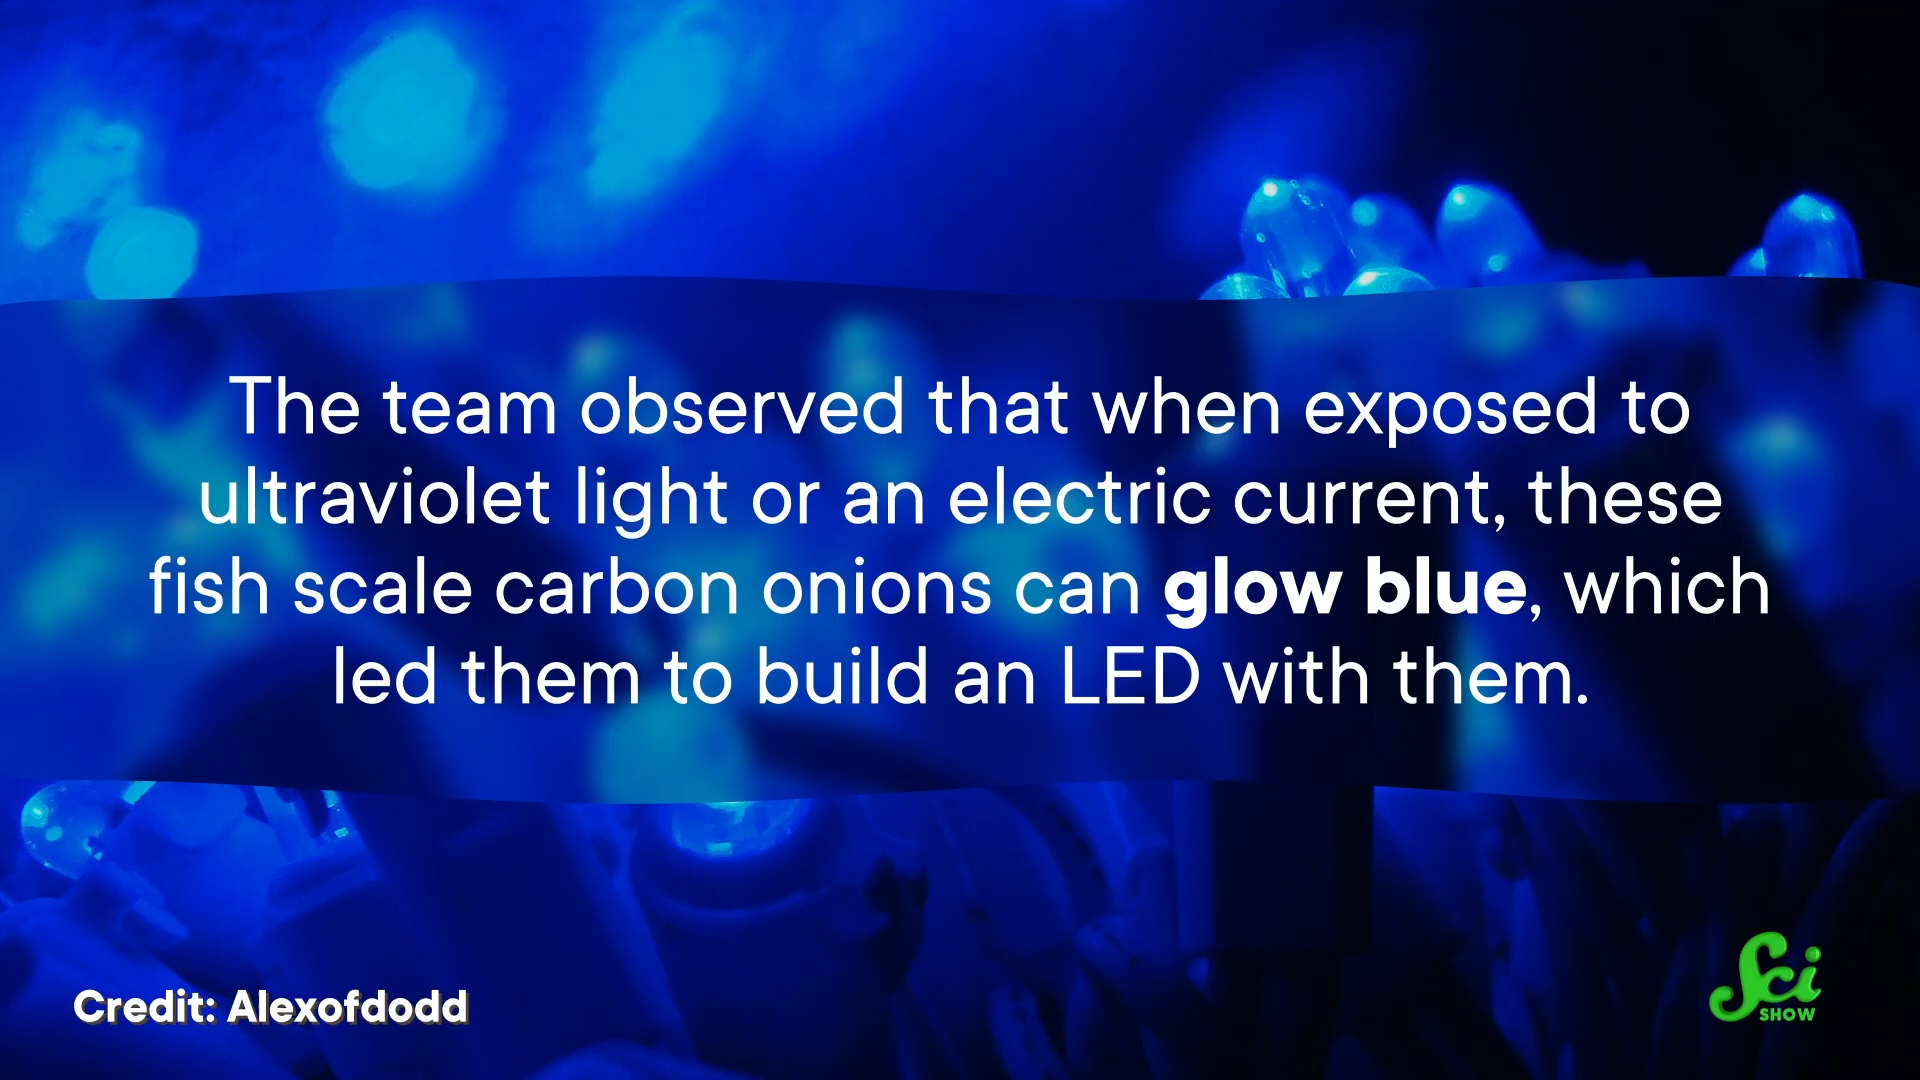 The team observed that when exposed to
ultraviolet light or an electric current, these
fish scale carbon onions can glow blue, which
led them to build an LED with them.
Credit: Alexofdodd
Sci
SHOW